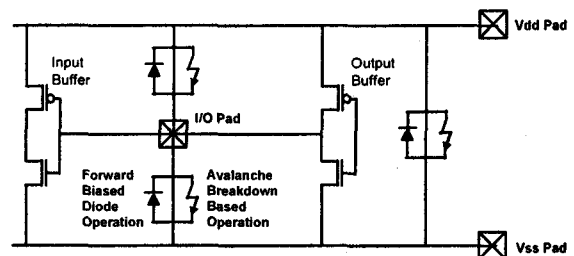 Vdd Pad
Input
Buffer
Output
Buffer
I/O Pad
Forward
Biased
Diode
Operation
Avalanche
Breakdown
Based
Operation
Vss Pad